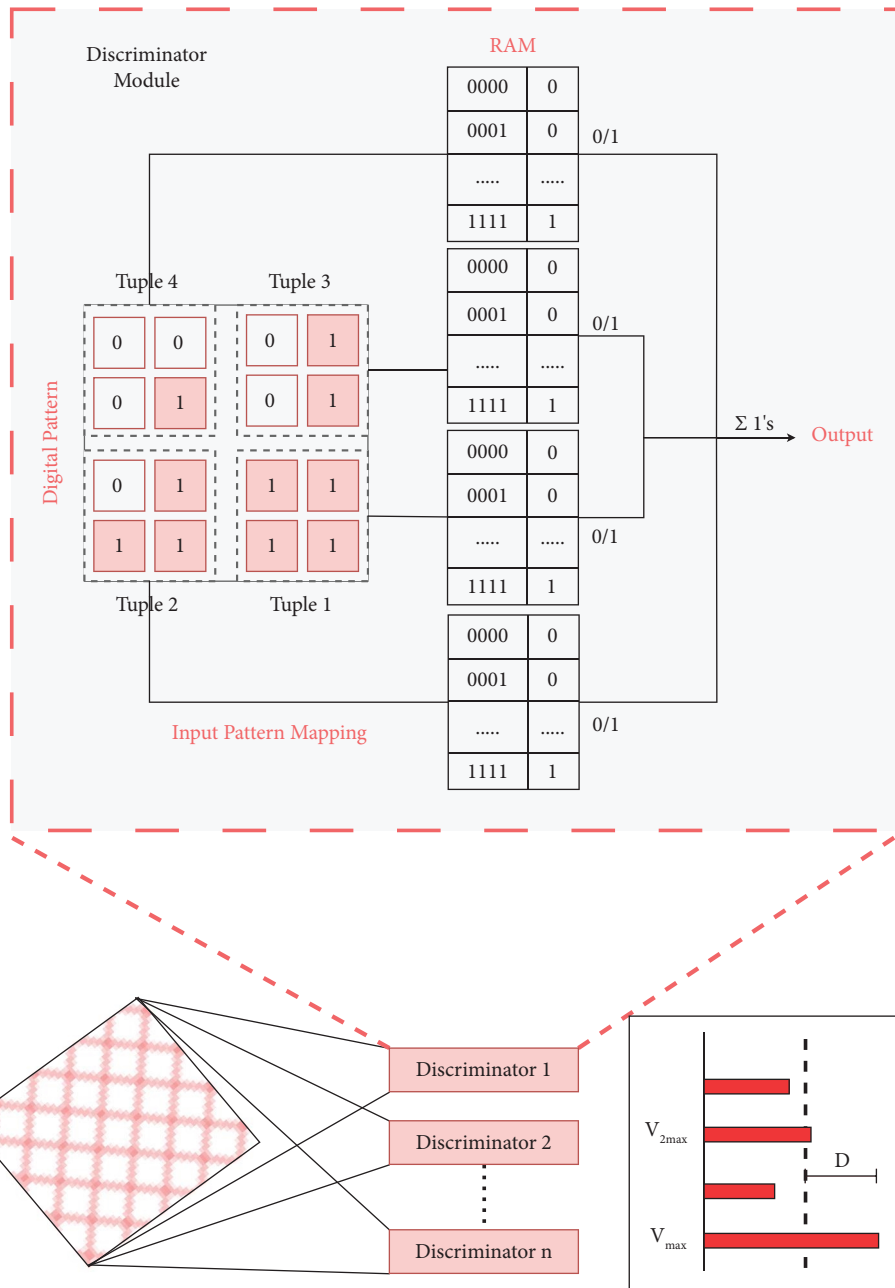 Discriminator
Module
RAM
0000 0
0001 0
..... .....
1111 1
0/1
0000 0
0001 0
..... .....
1111 1
0/1
0000 0
0001 0
..... .....
1111 1
0/1
0000 0
0001 0
..... .....
1111 1
0/1
Tuple 4
Tuple 3
0 0 0 1
0 1 0 1
0 1 1 1
1 1 1 1
Tuple 2
Tuple 1
Digital Pattern
Input Pattern Mapping
Σ 1's
Output
Discriminator 1
Discriminator 2
Discriminator n
V2max
D
Vmax